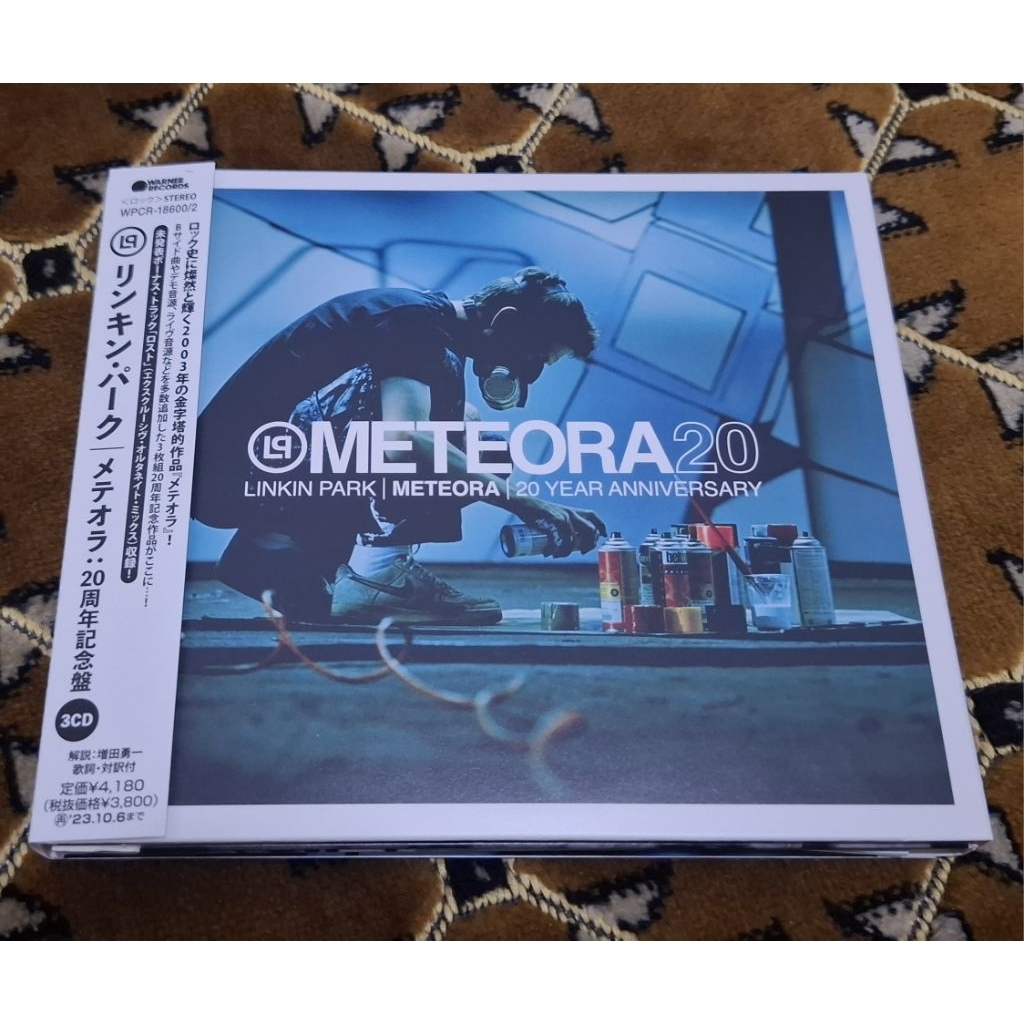 WARNER RECORDS
<ロック> STEREO
WPCR-18600/2
リンキン・パーク | メテオラ：20周年記念盤
3CD
ロック史に燦然と輝く2003年の金字塔的作品『メテオラ』！
Bサイド曲やデモ音源、ライヴ音源などを多数追加した3枚組20周年記念作品がここに…！
未発表ボーナス・トラック「ロスト」（エクスクルーシヴ・オルタネイト・ミックス）収録！
解説：増田勇一
歌詞・対訳付
定価¥4,180
(税抜価格¥3,800)
再'23.10.6まで
METEORA20
LINKIN PARK | METEORA | 20 YEAR ANNIVERSARY